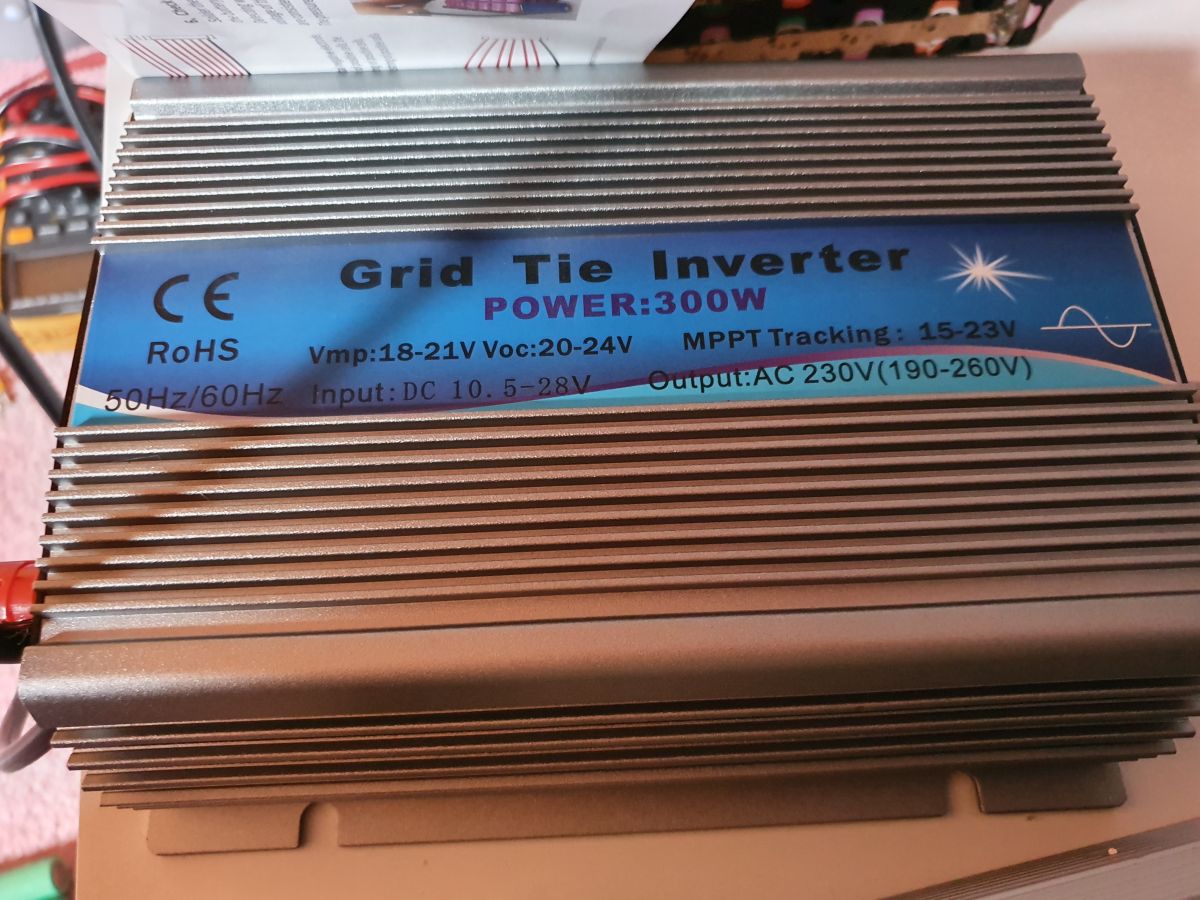 Grid Tie Inverter
POWER:300W
CE
RoHS
Vmp:18-21V Voc:20-24V MPPT Tracking: 15-23V
50Hz/60Hz Input:DC 10.5-28V Output:AC 230V(190-260V)